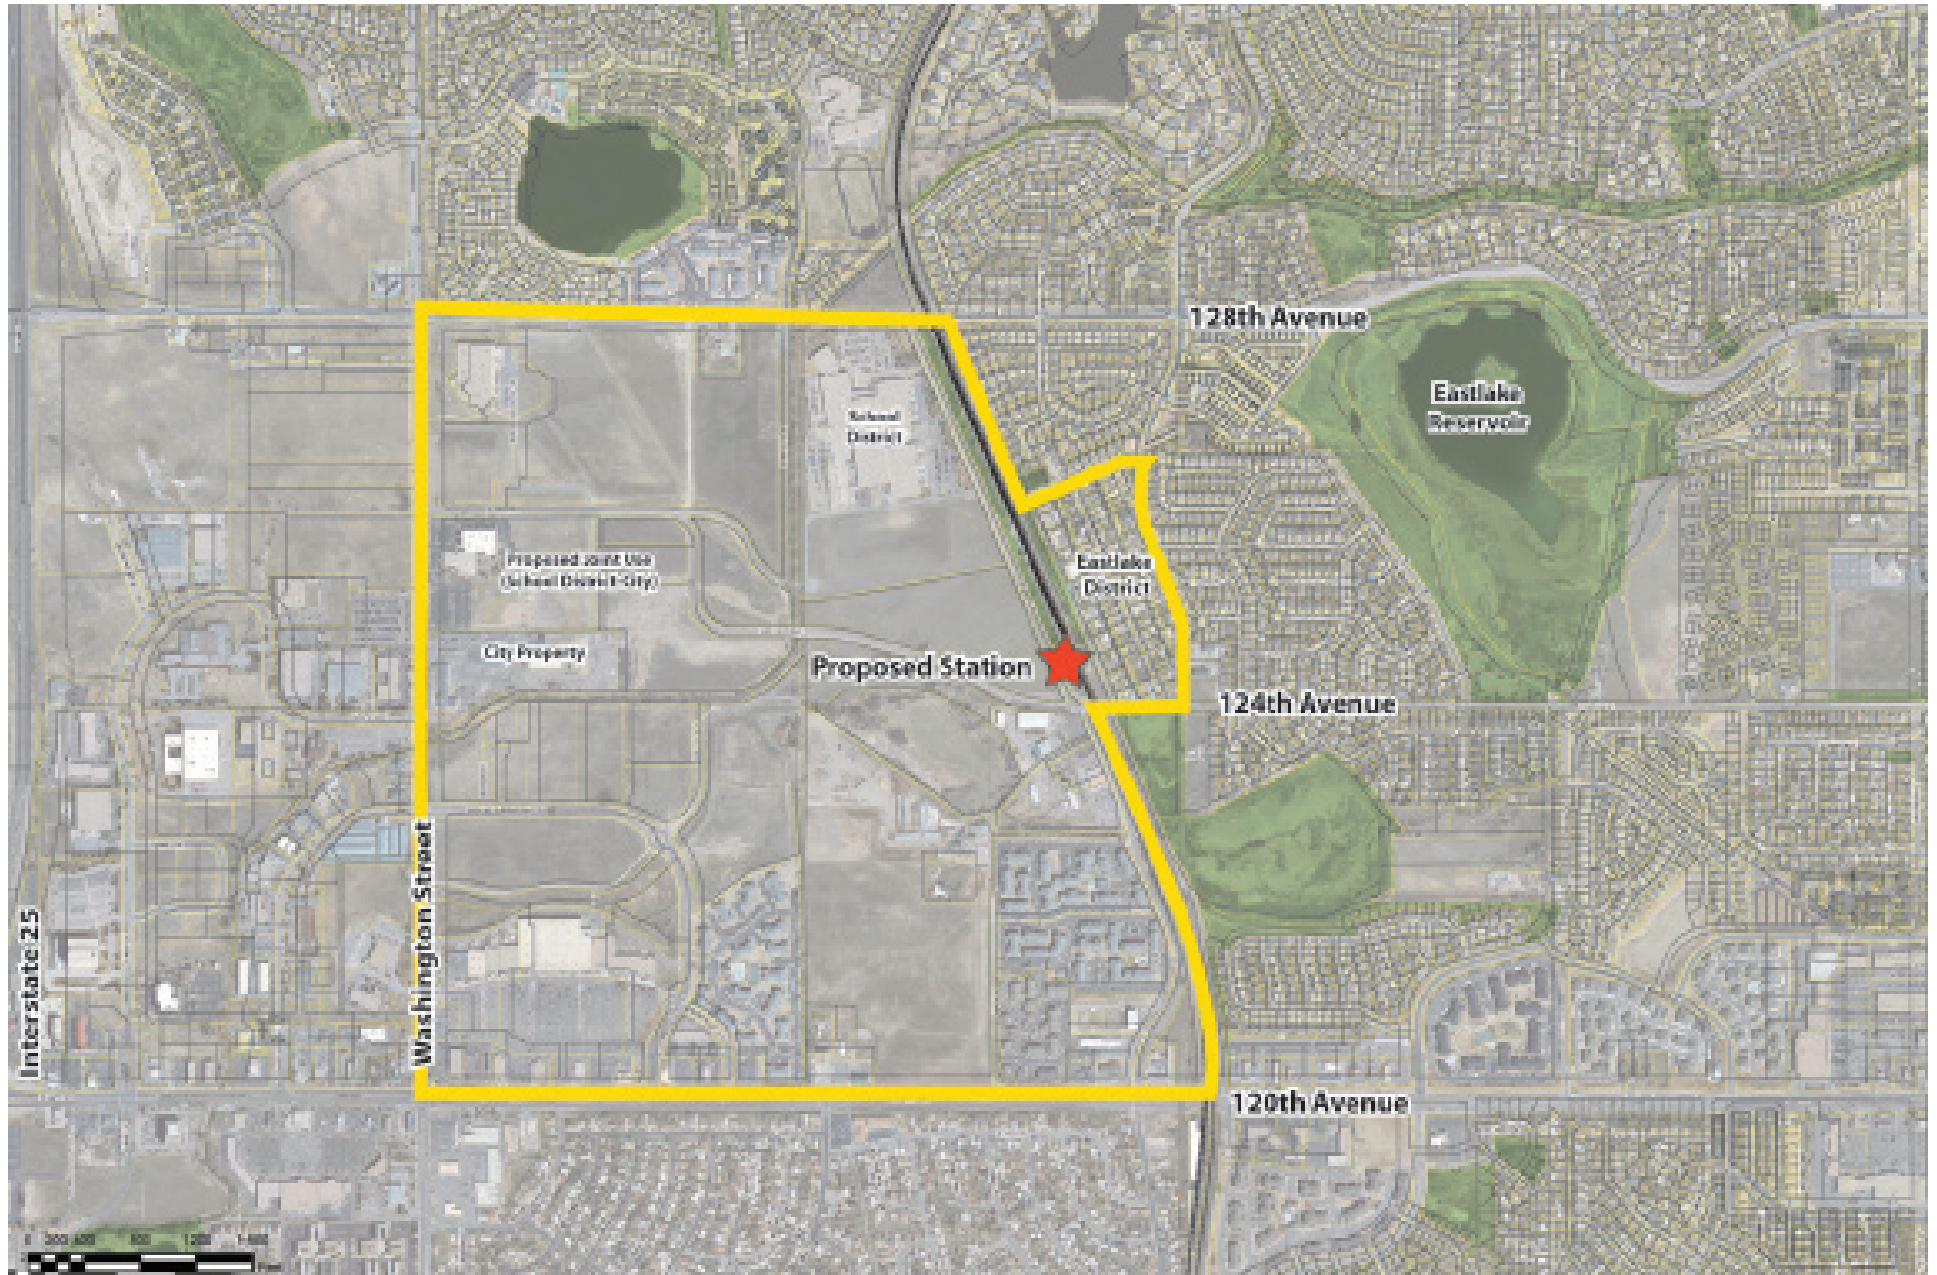 128th Avenue
Eastlake
Reservoir
School
District
Proposed Joint Use
(School District-City)
Eastlake
District
City Property
Proposed Station
124th Avenue
Washington Street
Interstate 25
120th Avenue